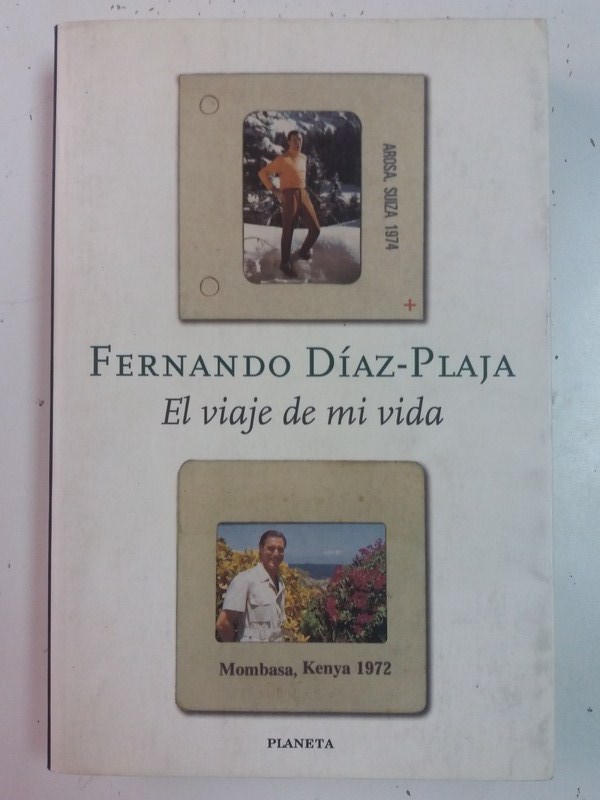 AROSA, SUIZA 1974
FERNANDO DÍAZ-PLAJA
El viaje de mi vida
Mombasa, Kenya 1972
PLANETA